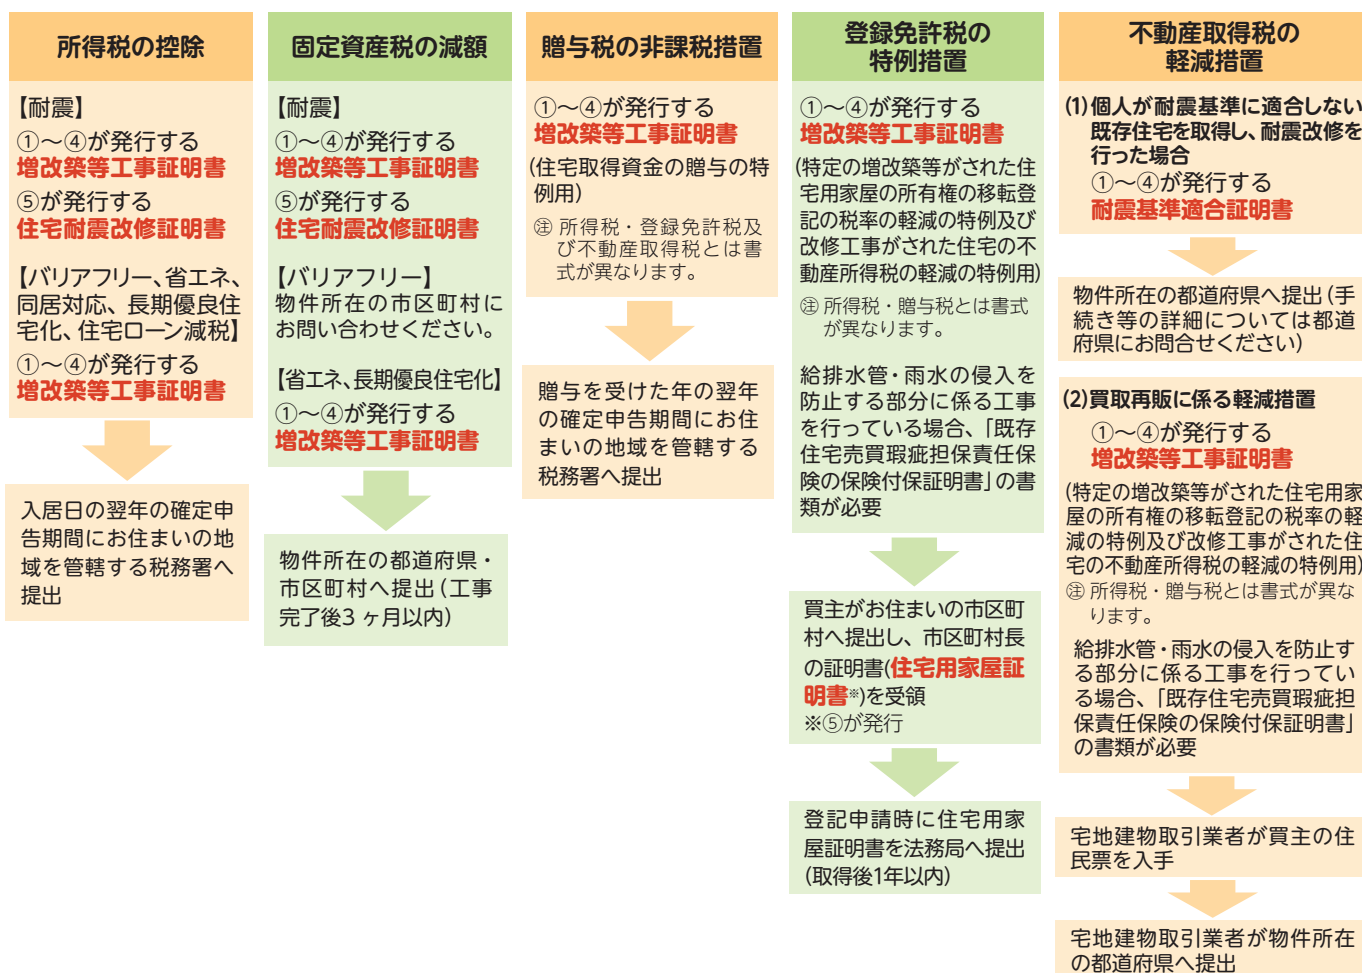 所得税の控除
【耐震】
①～④が発行する
増改築等工事証明書
⑤が発行する
住宅耐震改修証明書
【バリアフリー、省エネ、
同居対応、長期優良住
宅化、住宅ローン減税】
①～④が発行する
増改築等工事証明書
入居日の翌年の確定申
告期間にお住まいの地
域を管轄する税務署へ
提出
固定資産税の減額
【耐震】
①～④が発行する
増改築等工事証明書
⑤が発行する
住宅耐震改修証明書
【バリアフリー】
物件所在の市区町村に
お問い合わせください。
【省エネ、長期優良住宅化】
①～④が発行する
増改築等工事証明書
物件所在の都道府県・
市区町村へ提出(工事
完了後3 ヶ月以内)
贈与税の非課税措置
①～④が発行する
増改築等工事証明書
(住宅取得資金の贈与の特
例用)
㊟ 所得税・登録免許税及
び不動産取得税とは書
式が異なります。
贈与を受けた年の翌年
の確定申告期間にお住
まいの地域を管轄する
税務署へ提出
登録免許税の
特例措置
①～④が発行する
増改築等工事証明書
(特定の増改築等がされた住
宅用家屋の所有権の移転登
記の税率の軽減の特例及び
改修工事がされた住宅の不
動産所得税の軽減の特例用)
㊟ 所得税・贈与税とは書式
が異なります。
給排水管・雨水の侵入を
防止する部分に係る工事
を行っている場合、「既存
住宅売買瑕疵担保責任保
険の保険付保証明書」の書
類が必要
買主がお住まいの市区町
村へ提出し、市区町村長
の証明書(住宅用家屋証
明書※)を受領
※⑤が発行
登記申請時に住宅用家
屋証明書を法務局へ提出
(取得後1年以内)
不動産取得税の
軽減措置
(1)個人が耐震基準に適合しない
既存住宅を取得し、耐震改修を
行った場合
①～④が発行する
耐震基準適合証明書
物件所在の都道府県へ提出(手
続き等の詳細については都道
府県にお問合せください)
(2)買取再販に係る軽減措置
①～④が発行する
増改築等工事証明書
(特定の増改築等がされた住宅用家
屋の所有権の移転登記の税率の軽
減の特例及び改修工事がされた住
宅の不動産所得税の軽減の特例用)
㊟ 所得税・贈与税とは書式が異な
ります。
給排水管・雨水の侵入を防止す
る部分に係る工事を行ってい
る場合、「既存住宅売買瑕疵担
保責任保険の保険付保証明書」
の書類が必要
宅地建物取引業者が買主の住
民票を入手
宅地建物取引業者が物件所在
の都道府県へ提出